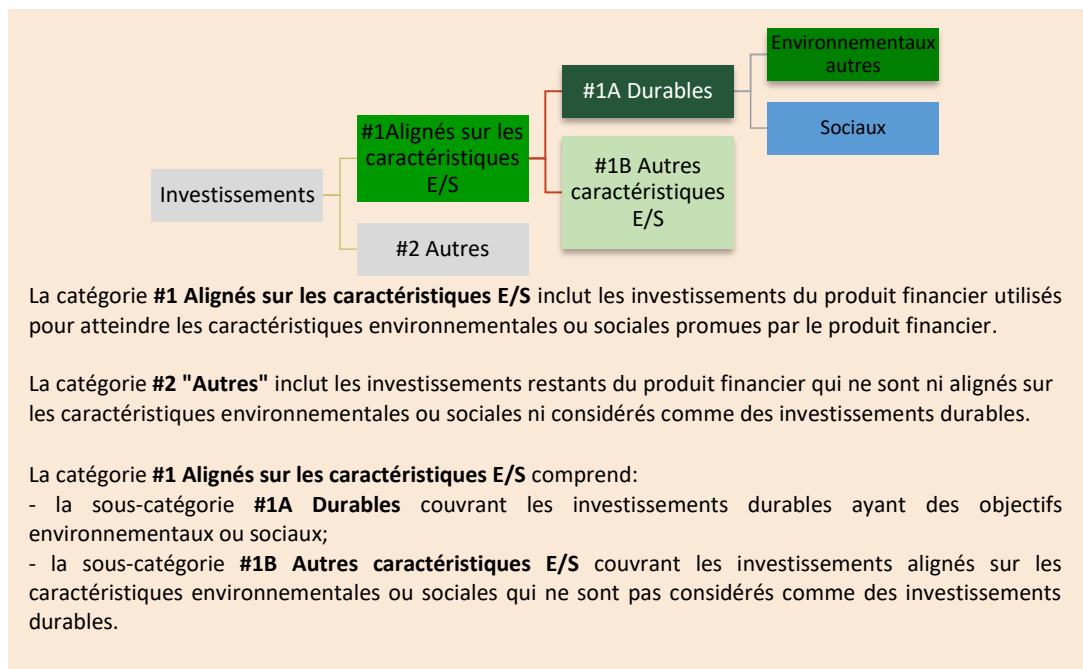 Environnementaux
autres
#1A Durables
#1Alignés sur les
caractéristiques
E/S
Sociaux
#1B Autres
caractéristiques
E/S
Investissements
#2 Autres
La catégorie #1 Alignés sur les caractéristiques E/S inclut les investissements du produit financier utilisés
pour atteindre les caractéristiques environnementales ou sociales promues par le produit financier.
La catégorie #2 "Autres" inclut les investissements restants du produit financier qui ne sont ni alignés sur
les caractéristiques environnementales ou sociales ni considérés comme des investissements durables.
La catégorie #1 Alignés sur les caractéristiques E/S comprend:
- la sous-catégorie #1A Durables couvrant les investissements durables ayant des objectifs
environnementaux ou sociaux;
- la sous-catégorie #1B Autres caractéristiques E/S couvrant les investissements alignés sur les
caractéristiques environnementales ou sociales qui ne sont pas considérés comme des investissements
durables.